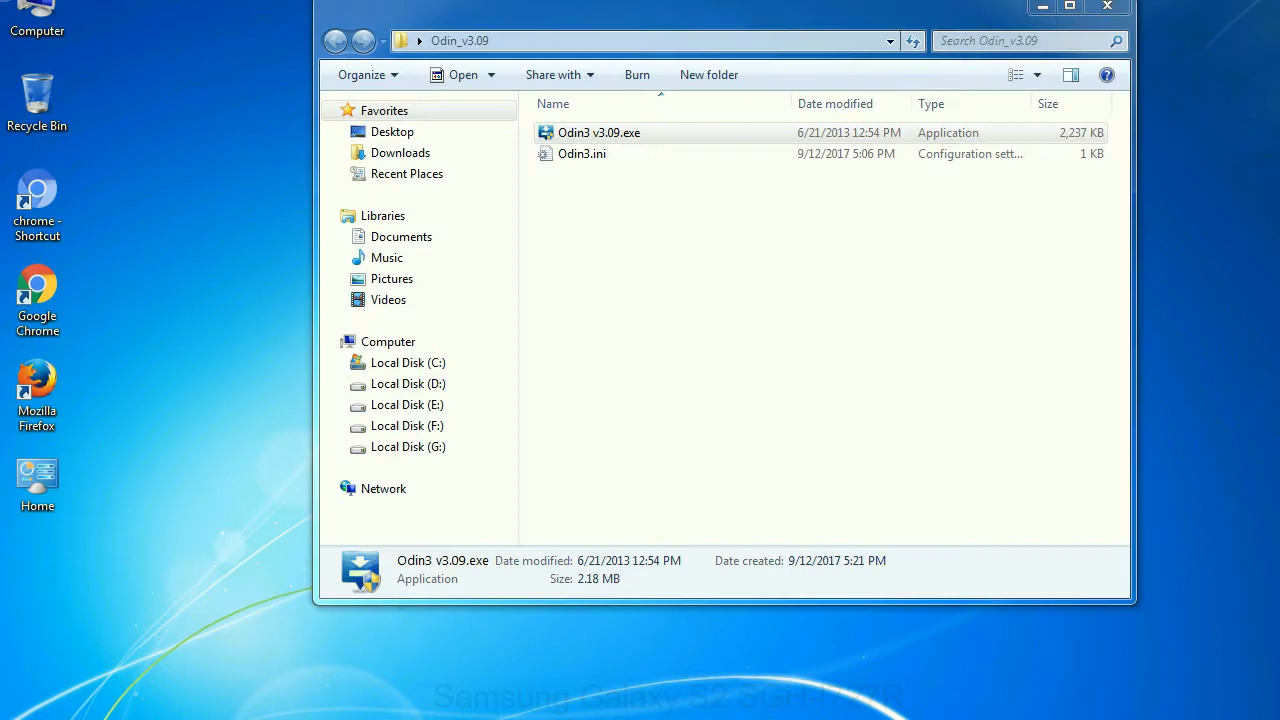 Computer
Recycle Bin
chrome -
Shortcut
Google
Chrome
Mozilla
Firefox
Home
Odin_v3.09
Search Odin_v3.09
Organize
Open
Share with
Burn
New folder
Name
Date modified
Type
Size
Odin3 v3.09.exe
6/21/2013 12:54 PM
Application
2,237 KB
Odin3.ini
9/12/2017 5:06 PM
Configuration sett...
1 KB
Favorites
Desktop
Downloads
Recent Places
Libraries
Documents
Music
Pictures
Videos
Computer
Local Disk (C:)
Local Disk (D:)
Local Disk (E:)
Local Disk (F:)
Local Disk (G:)
Network
Odin3 v3.09.exe
Date modified: 6/21/2013 12:54 PM
Date created: 9/12/2017 5:21 PM
Application
Size: 2.18 MB
Samsung Galaxy S2